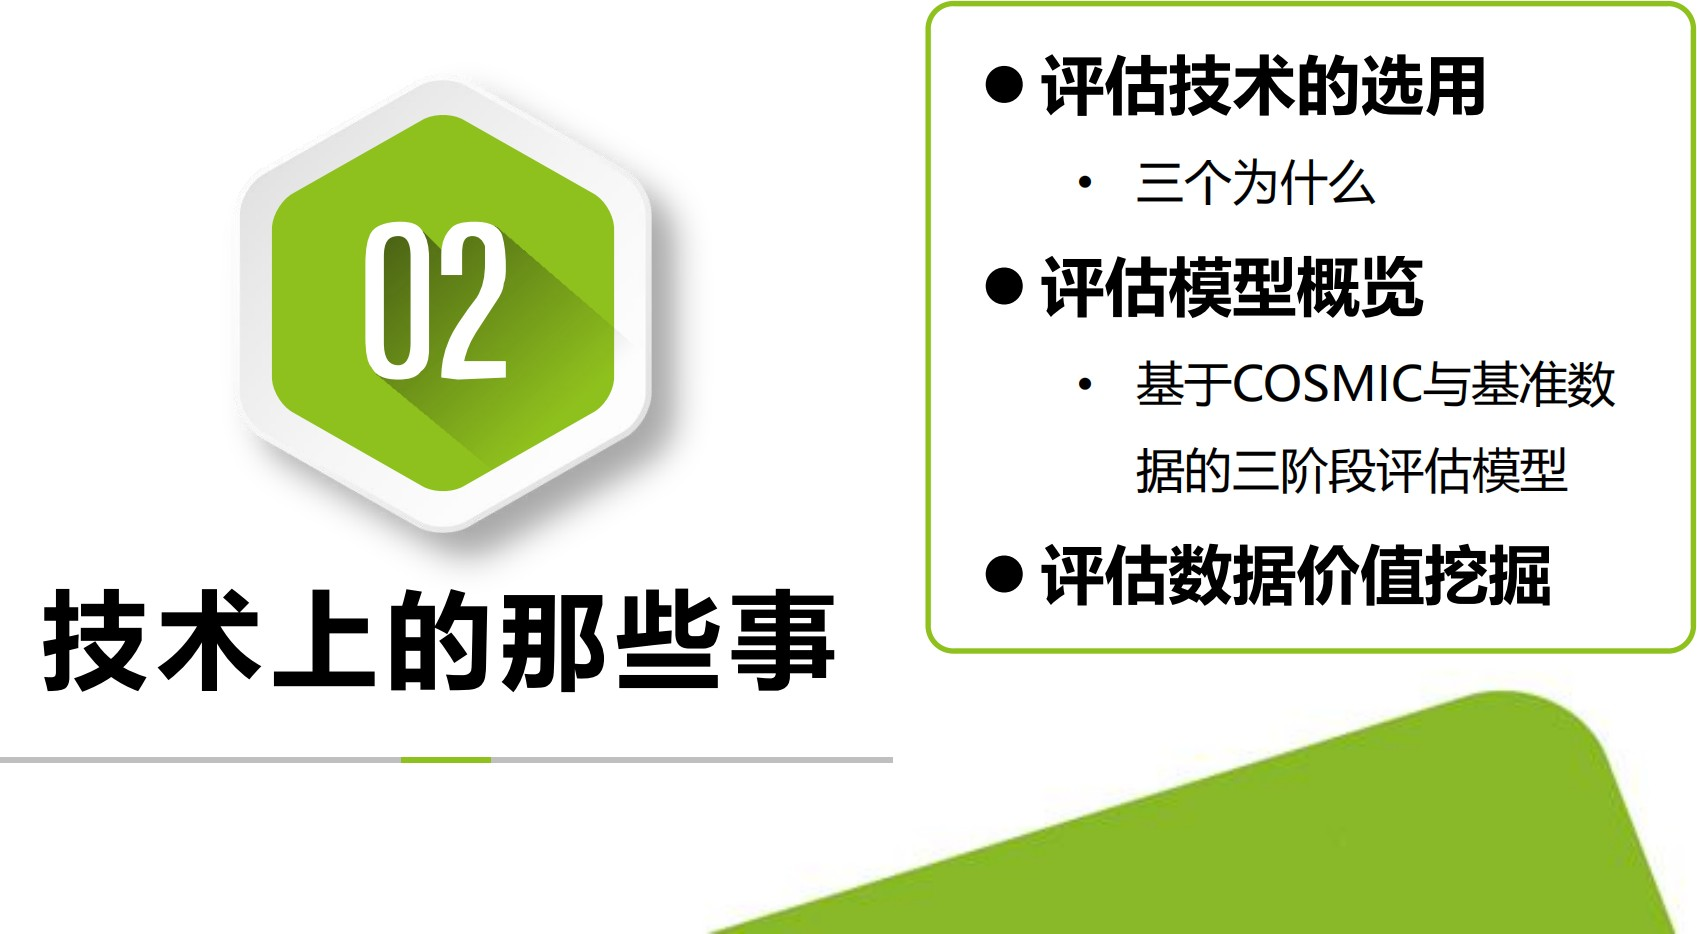 02
技术上的那些事
● 评估技术的选用
• 三个为什么
● 评估模型概览
• 基于COSMIC与基准数
据的三阶段评估模型
● 评估数据价值挖掘